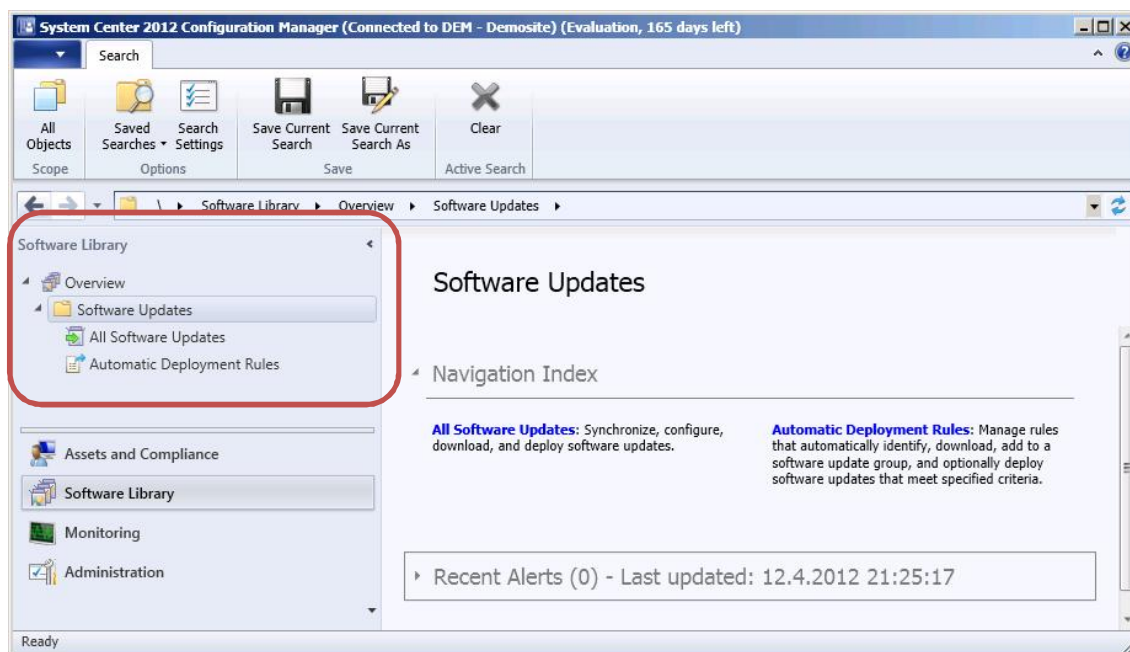 System Center 2012 Configuration Manager (Connected to DEM - Demosite) (Evaluation, 165 days left)
Search
All Objects
Saved Searches
Search Settings
Save Current Search
Save Current Search As
Clear
Scope
Options
Save
Active Search
\ Software Library Overview Software Updates
Software Library
Overview
Software Updates
All Software Updates
Automatic Deployment Rules
Assets and Compliance
Software Library
Monitoring
Administration
Software Updates
Navigation Index
All Software Updates: Synchronize, configure,
download, and deploy software updates.
Automatic Deployment Rules: Manage rules
that automatically identify, download, add to a
software update group, and optionally deploy
software updates that meet specified criteria.
Recent Alerts (0) - Last updated: 12.4.2012 21:25:17
Ready